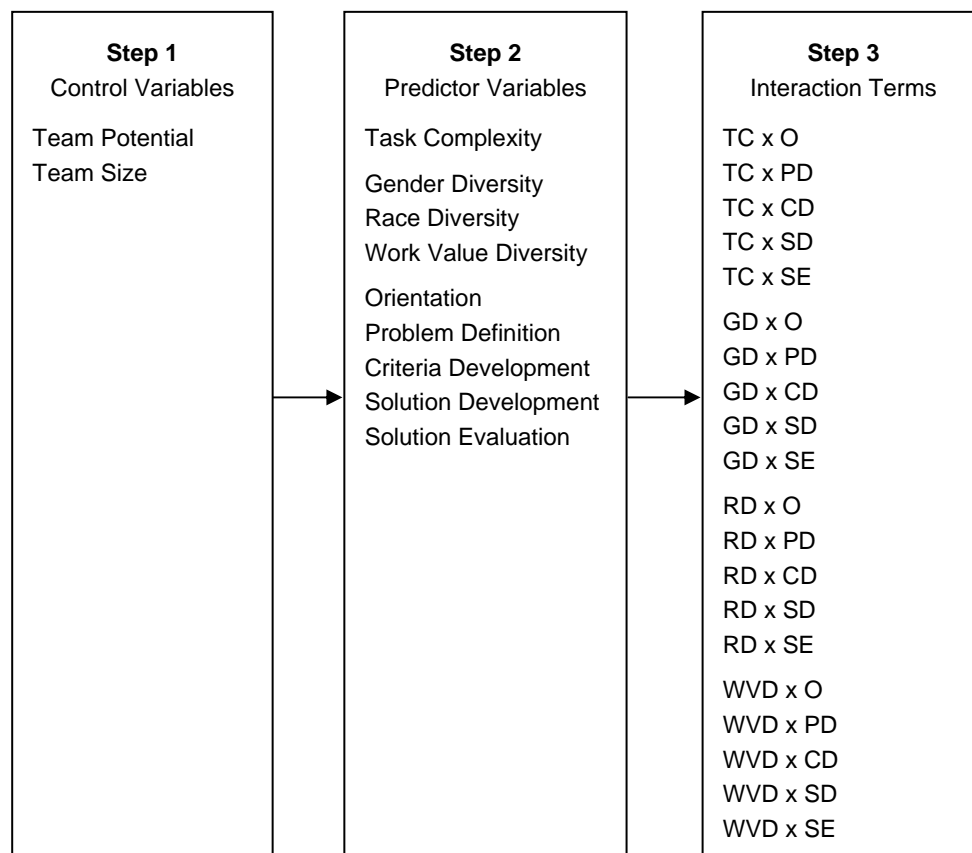 Step 1
Control Variables
Team Potential
Team Size
Step 2
Predictor Variables
Task Complexity
Gender Diversity
Race Diversity
Work Value Diversity
Orientation
Problem Definition
Criteria Development
Solution Development
Solution Evaluation
Step 3
Interaction Terms
TC x O
TC x PD
TC x CD
TC x SD
TC x SE
GD x O
GD x PD
GD x CD
GD x SD
GD x SE
RD x O
RD x PD
RD x CD
RD x SD
RD x SE
WVD x O
WVD x PD
WVD x CD
WVD x SD
WVD x SE